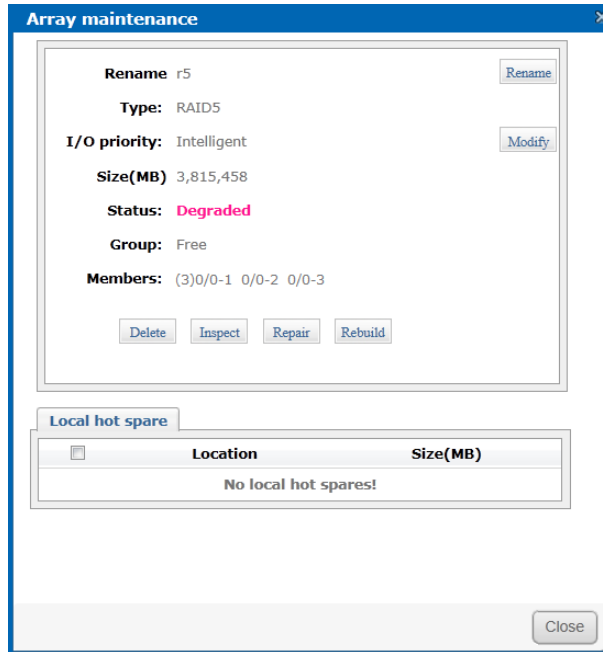 Array maintenance
Rename r5 Rename
Type: RAID5
I/O priority: Intelligent Modify
Size(MB) 3,815,458
Status: Degraded
Group: Free
Members: (3)0/0-1 0/0-2 0/0-3
Delete Inspect Repair Rebuild
Local hot spare
Location Size(MB)
No local hot spares!
Close